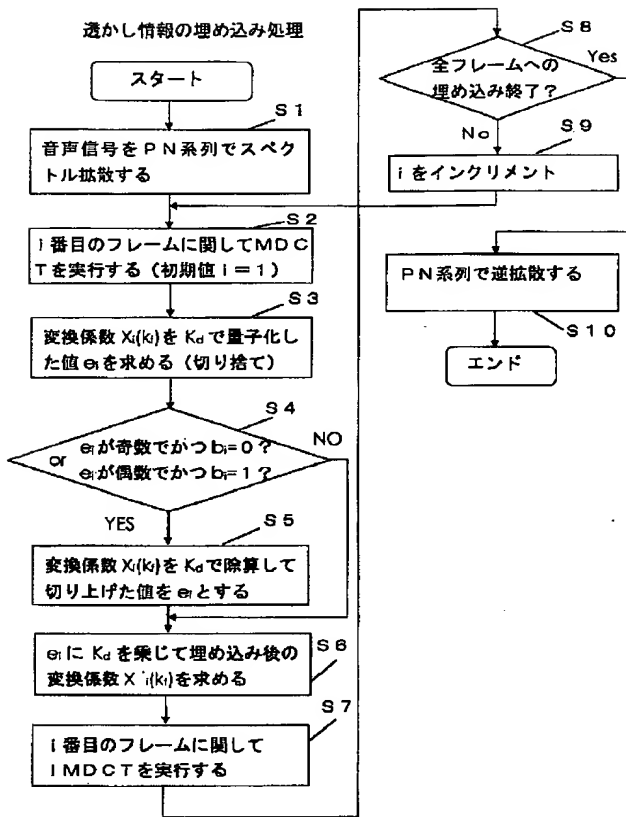 透かし情報の埋め込み処理
スタート
S1
音声信号をPN系列でスペク
トル拡散する
S2
i番目のフレームに関してMDC
Tを実行する（初期値i=1）
S3
変換係数Xi(kf)をKdで量子化し
た値eiを求める（切り捨て）
S4
eiが奇数でかつbi=0？
or
eiが偶数でかつbi=1？
NO
YES
S5
変換係数Xi(kf)をKdで除算して
切り上げた値をeiとする
S6
eiにKdを乗じて埋め込み後の
変換係数X'i(kf)を求める
S7
i番目のフレームに関して
IMDCTを実行する
S8
全フレームへの
埋め込み終了？
Yes
No
S9
iをインクリメント
PN系列で逆拡散する
S10
エンド